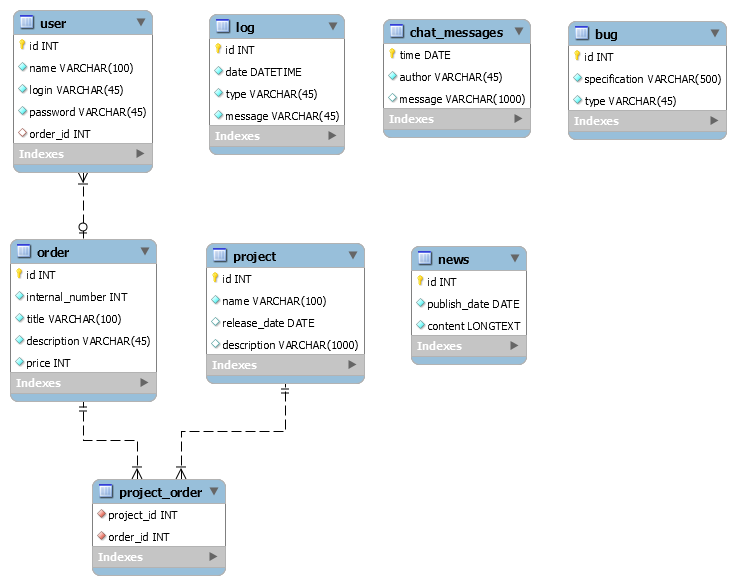 user
id INT
name VARCHAR(100)
login VARCHAR(45)
password VARCHAR(45)
order_id INT
Indexes
log
id INT
date DATETIME
type VARCHAR(45)
message VARCHAR(45)
Indexes
chat_messages
time DATE
author VARCHAR(45)
message VARCHAR(1000)
Indexes
bug
id INT
specification VARCHAR(500)
type VARCHAR(45)
Indexes
order
id INT
internal_number INT
title VARCHAR(100)
description VARCHAR(45)
price INT
Indexes
project
id INT
name VARCHAR(100)
release_date DATE
description VARCHAR(1000)
Indexes
news
id INT
publish_date DATE
content LONGTEXT
Indexes
project_order
project_id INT
order_id INT
Indexes